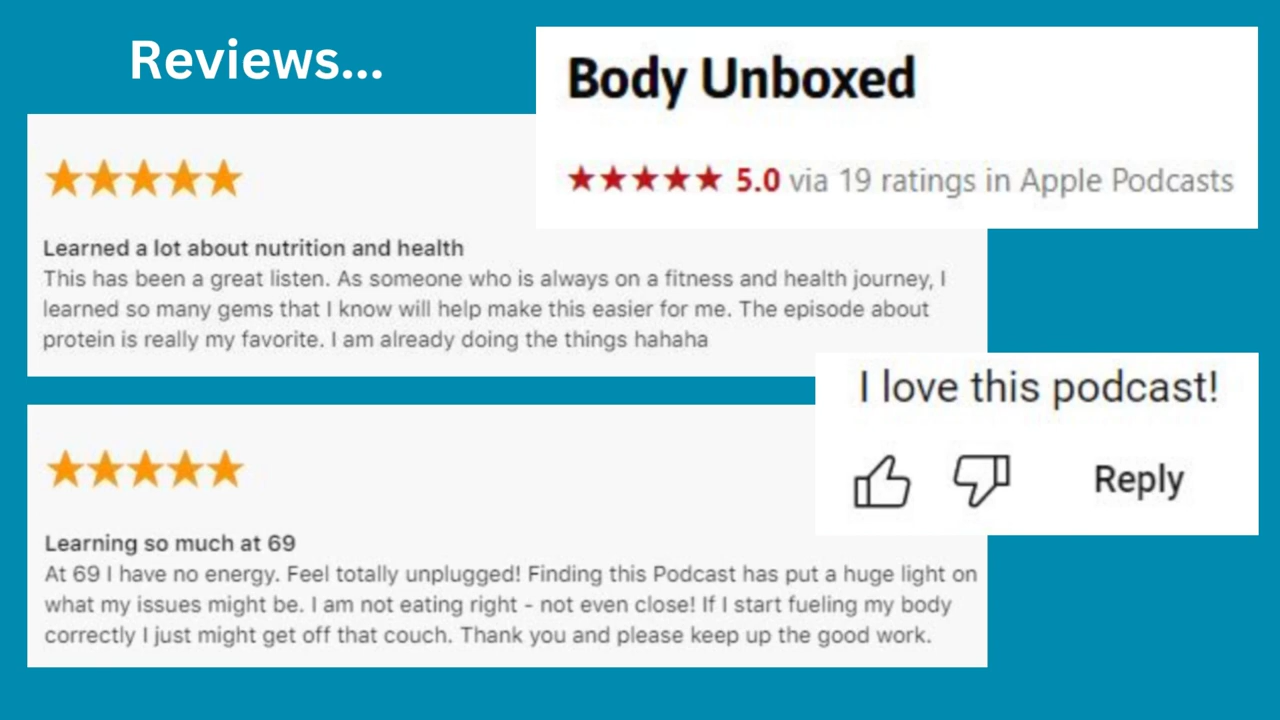 Reviews...
Body Unboxed
★★★★★ 5.0 via 19 ratings in Apple Podcasts
★★★★★
Learned a lot about nutrition and health
This has been a great listen. As someone who is always on a fitness and health journey, I
learned so many gems that I know will help make this easier for me. The episode about
protein is really my favorite. I am already doing the things hahaha
I love this podcast!
Reply
★★★★★
Learning so much at 69
At 69 I have no energy. Feel totally unplugged! Finding this Podcast has put a huge light on
what my issues might be. I am not eating right - not even close! If I start fueling my body
correctly I just might get off that couch. Thank you and please keep up the good work.